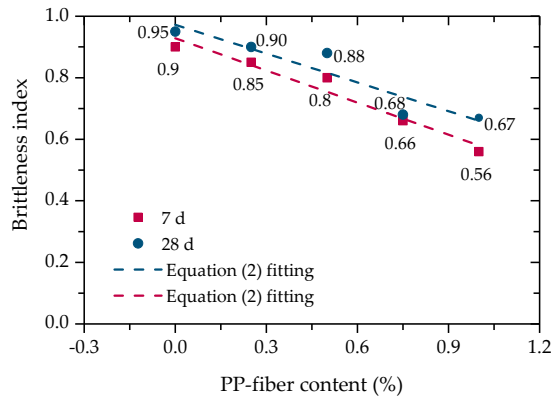 1.0
0.8
0.6
0.4
0.2
0.0
Brittleness index
0.95
0.9
0.90
0.85
0.88
0.8
0.68
0.66
0.67
0.56
7 d
28 d
Equation (2) fitting
Equation (2) fitting
-0.3 0.0 0.3 0.6 0.9 1.2
PP-fiber content (%)